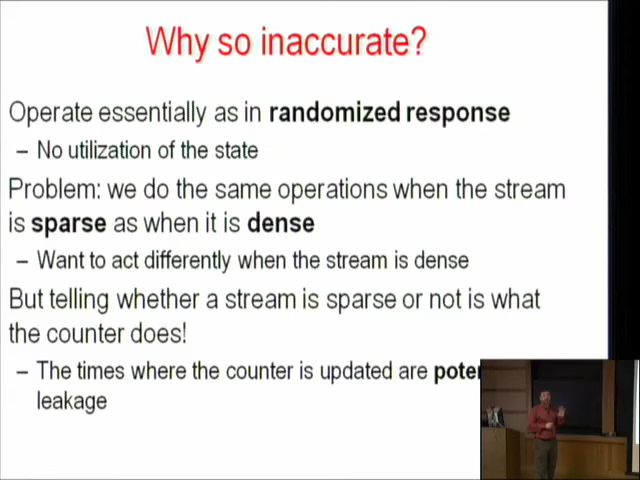 Why so inaccurate?
Operate essentially as in randomized response
– No utilization of the state
Problem: we do the same operations when the stream
is sparse as when it is dense
– Want to act differently when the stream is dense
But telling whether a stream is sparse or not is what
the counter does!
– The times where the counter is updated are
leakage